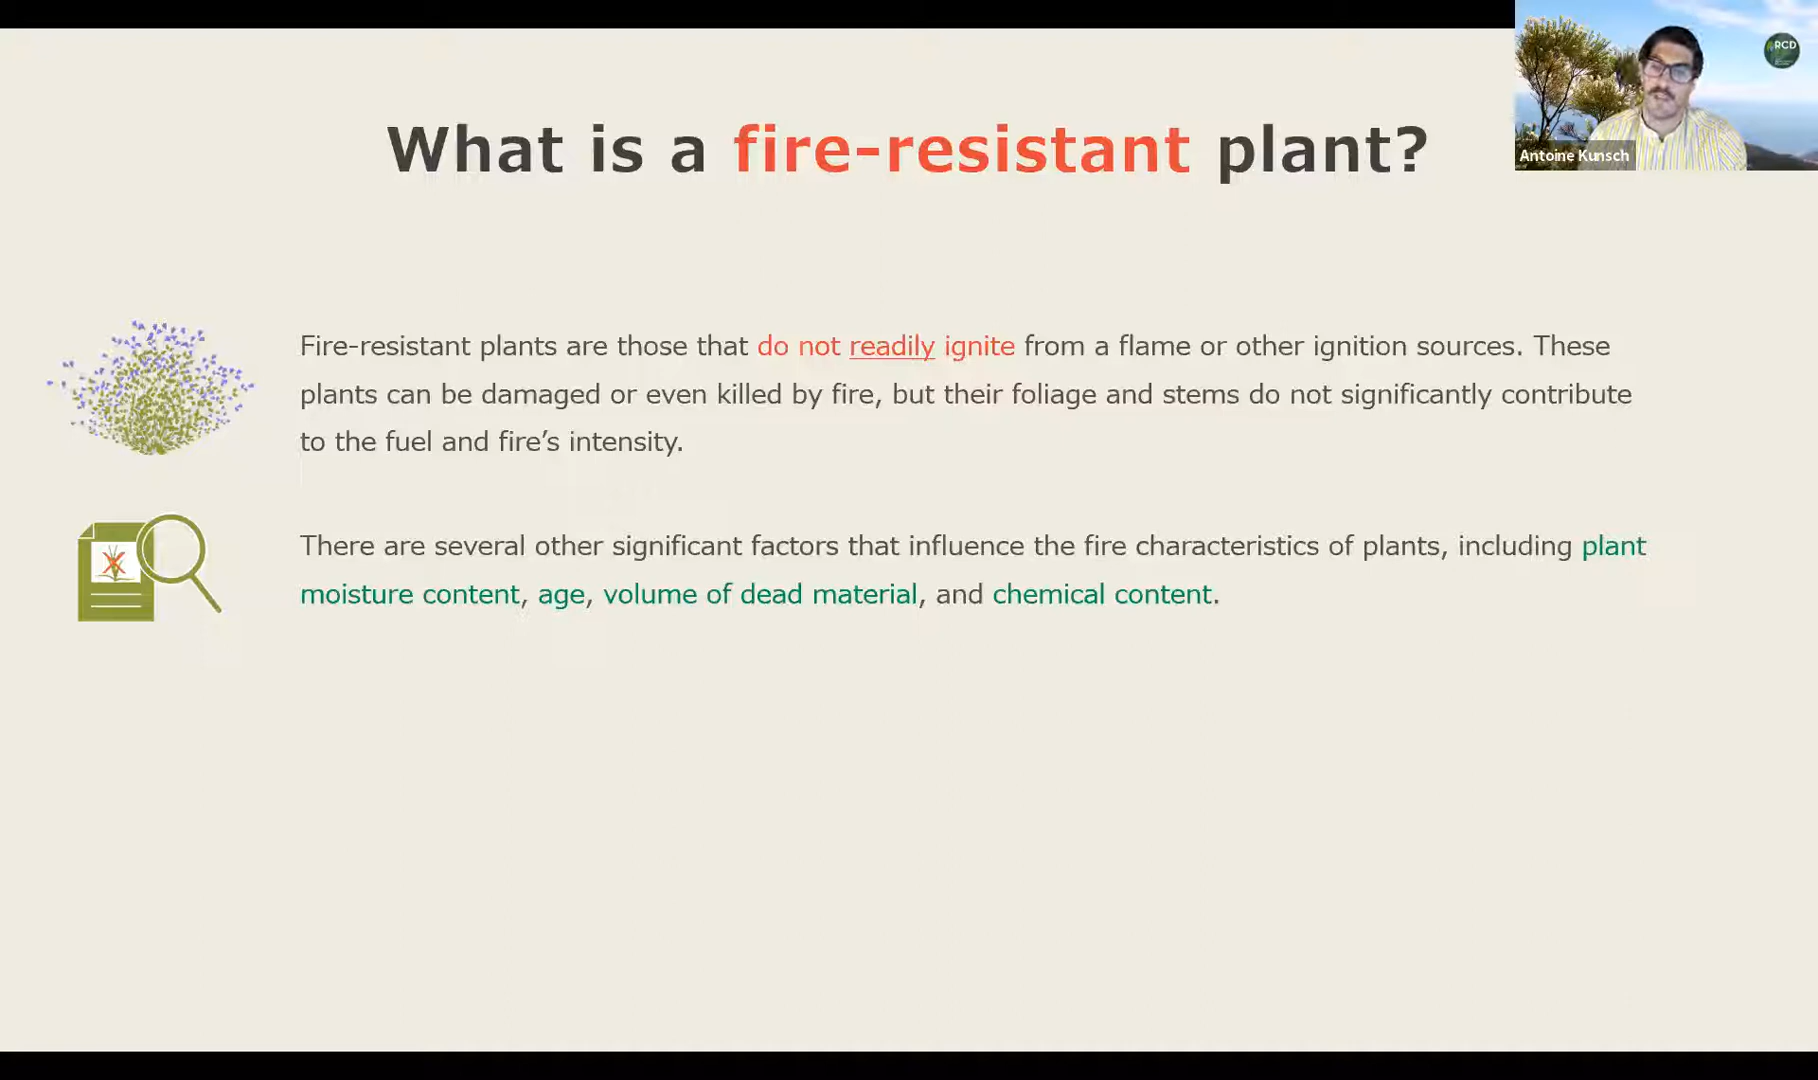 What is a fire-resistant plant?
RCD
Antoine Kunsch
Fire-resistant plants are those that do not readily ignite from a flame or other ignition sources. These
plants can be damaged or even killed by fire, but their foliage and stems do not significantly contribute
to the fuel and fire’s intensity.
There are several other significant factors that influence the fire characteristics of plants, including plant
moisture content, age, volume of dead material, and chemical content.